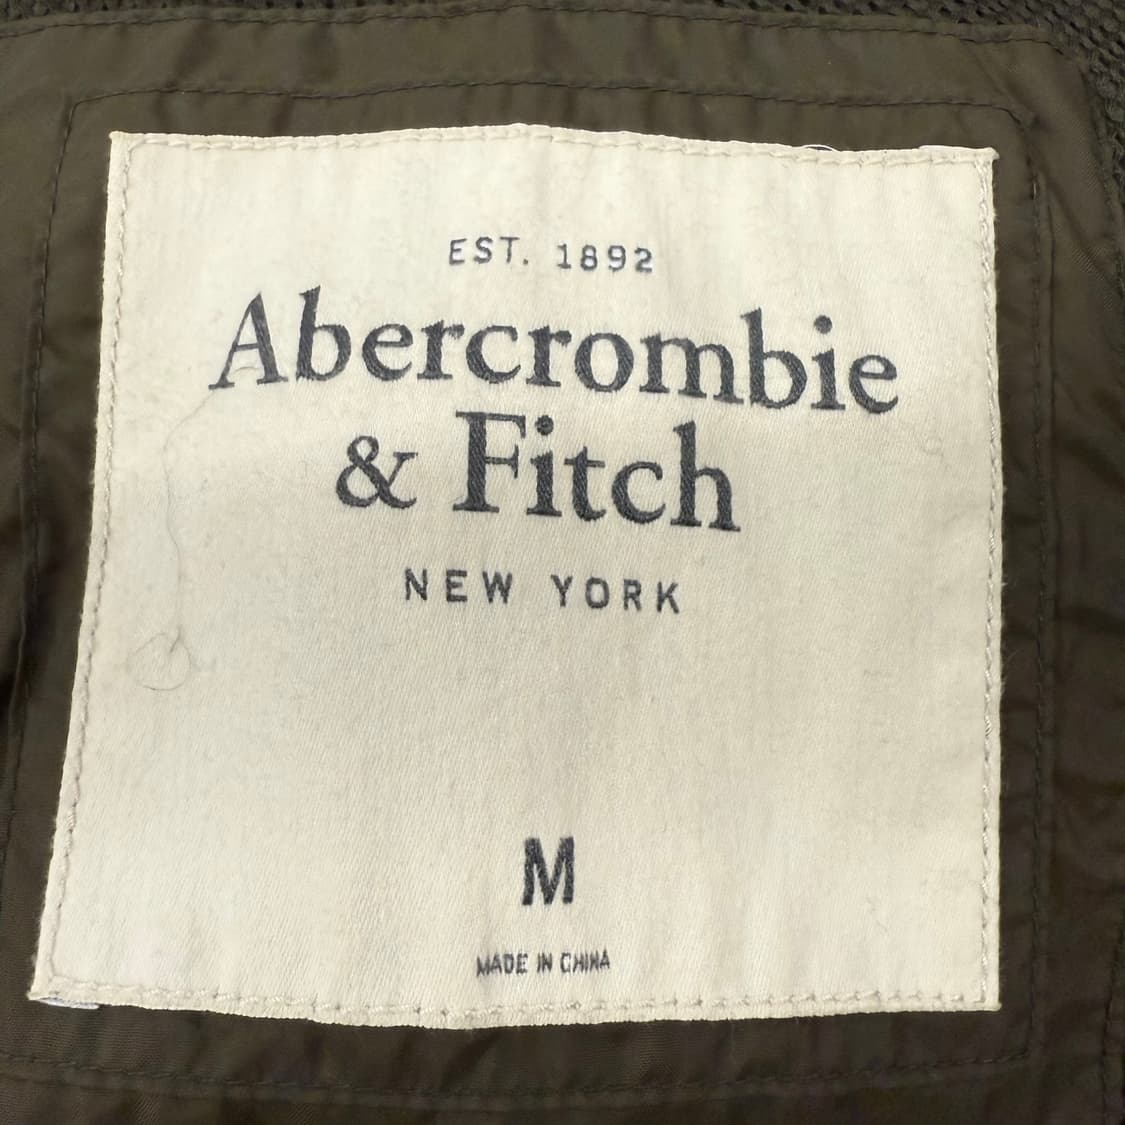 EST. 1892
Abercrombie
& Fitch
NEW YORK
M
MADE IN CHINA